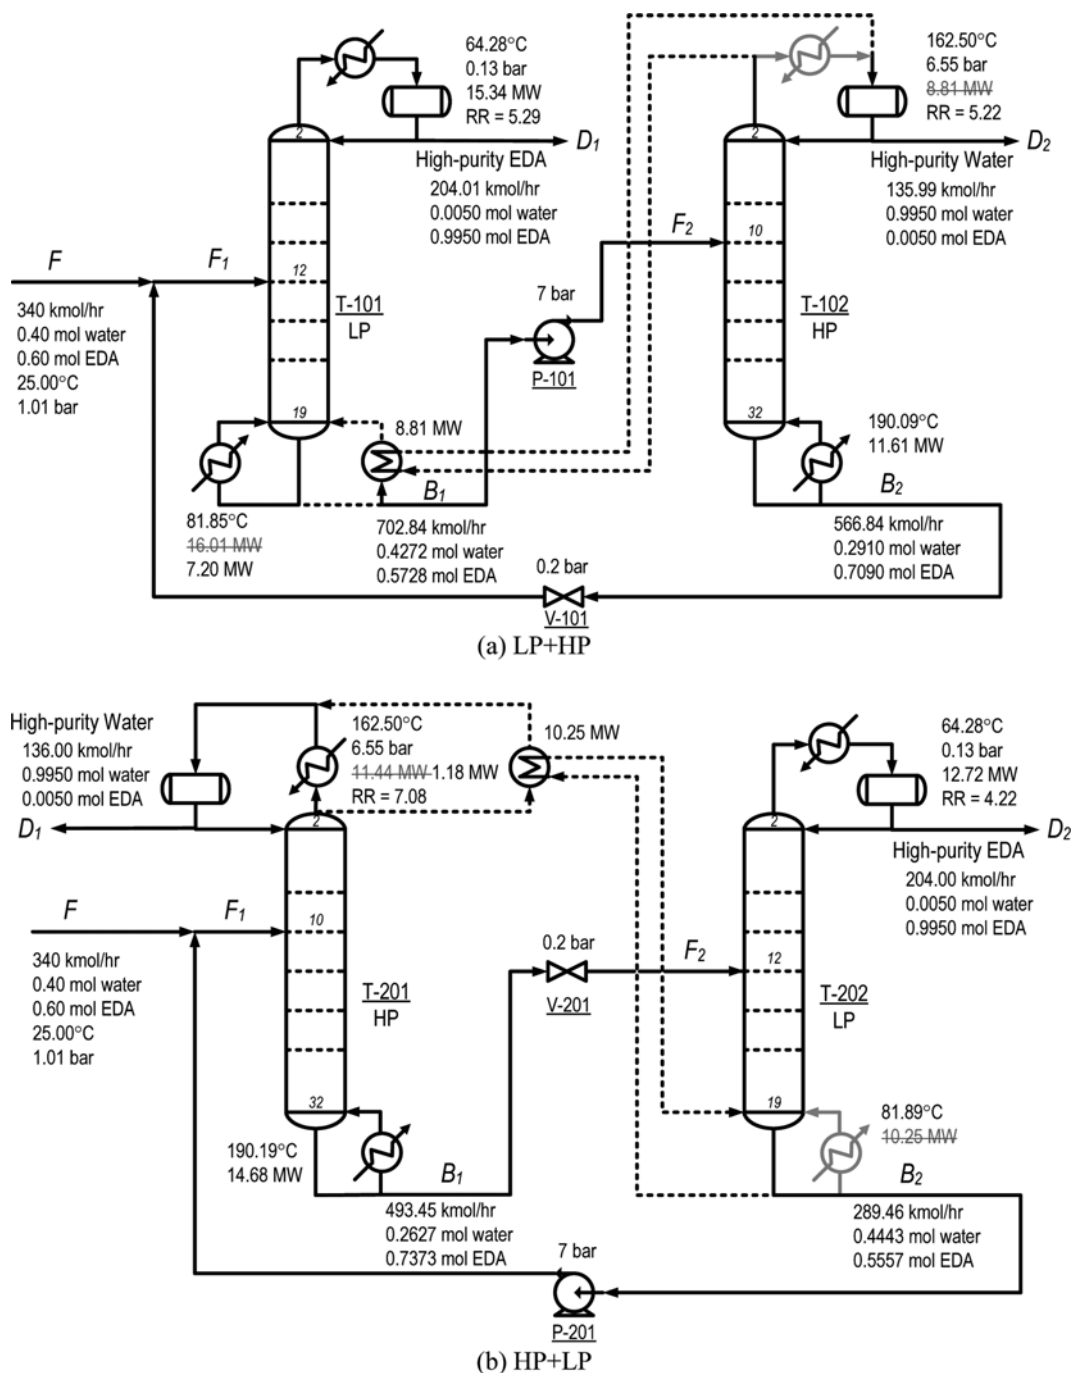 64.28°C
0.13 bar
15.34 MW
RR = 5.29
162.50°C
6.55 bar
8.81 MW
RR = 5.22
2
D1
High-purity EDA
204.01 kmol/hr
0.0050 mol water
0.9950 mol EDA
2
D2
High-purity Water
135.99 kmol/hr
0.9950 mol water
0.0050 mol EDA
F
F1
12
340 kmol/hr
0.40 mol water
0.60 mol EDA
25.00°C
1.01 bar
T-101
LP
F2
10
7 bar
P-101
T-102
HP
19
8.81 MW
32
190.09°C
11.61 MW
B1
B2
81.85°C
16.01 MW
7.20 MW
702.84 kmol/hr
0.4272 mol water
0.5728 mol EDA
0.2 bar
V-101
566.84 kmol/hr
0.2910 mol water
0.7090 mol EDA
(a) LP+HP
High-purity Water
136.00 kmol/hr
0.9950 mol water
0.0050 mol EDA
D1
162.50°C
6.55 bar
11.44 MW 1.18 MW
RR = 7.08
2
10.25 MW
64.28°C
0.13 bar
12.72 MW
RR = 4.22
2
D2
High-purity EDA
204.00 kmol/hr
0.0050 mol water
0.9950 mol EDA
F
F1
10
340 kmol/hr
0.40 mol water
0.60 mol EDA
25.00°C
1.01 bar
T-201
HP
0.2 bar
V-201
F2
12
T-202
LP
32
190.19°C
14.68 MW
B1
493.45 kmol/hr
0.2627 mol water
0.7373 mol EDA
19
81.89°C
10.25 MW
B2
289.46 kmol/hr
0.4443 mol water
0.5557 mol EDA
7 bar
P-201
(b) HP+LP